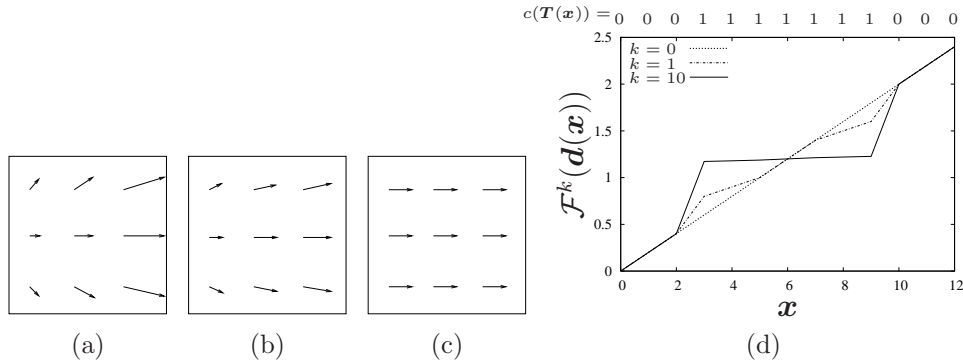 c(T(x)) = 0 0 0 1 1 1 1 1 1 1 0 0 0
2.5
2
1.5
1
0.5
0
k = 0
k = 1
k = 10
F^k(d(x))
0 2 4 6 8 10 12
x
(a) (b) (c) (d)